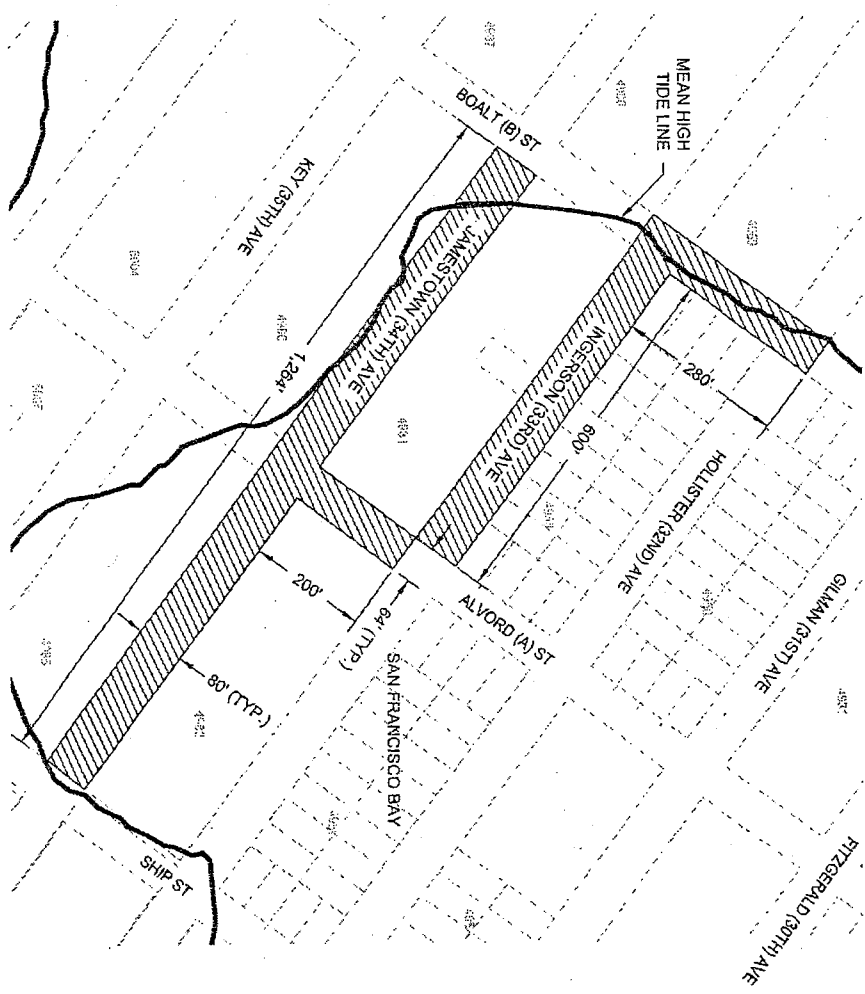 MEAN HIGH
TIDE LINE
BOALT (B) ST
KEY (35TH) AVE
JAMESTOWN (34TH) AVE
1,264'
INGERSON (33RD) AVE
280'
600'
HOLLISTER (32ND) AVE
GILMAN (31ST) AVE
FITZGERALD (30TH) AVE
ALVORD (A) ST
200'
64' (TYP.)
SAN FRANCISCO BAY
80' (TYP.)
SHIP ST